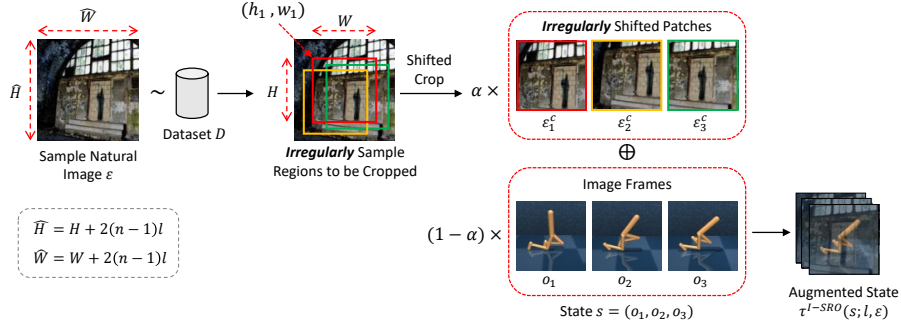 Ŵ
Ĥ
Sample Natural
Image ε
~
Dataset D
(h₁ , w₁)
W
H
Irregularly Sample
Regions to be Cropped
Shifted
Crop
α ×
Irregularly Shifted Patches
ε₁ᶜ ε₂ᶜ ε₃ᶜ
⊕
Ĥ = H + 2(n − 1)l
Ŵ = W + 2(n − 1)l
(1 − α) ×
Image Frames
o₁ o₂ o₃
State s = (o₁, o₂, o₃)
Augmented State
τ^{I−SRO}(s; l, ε)